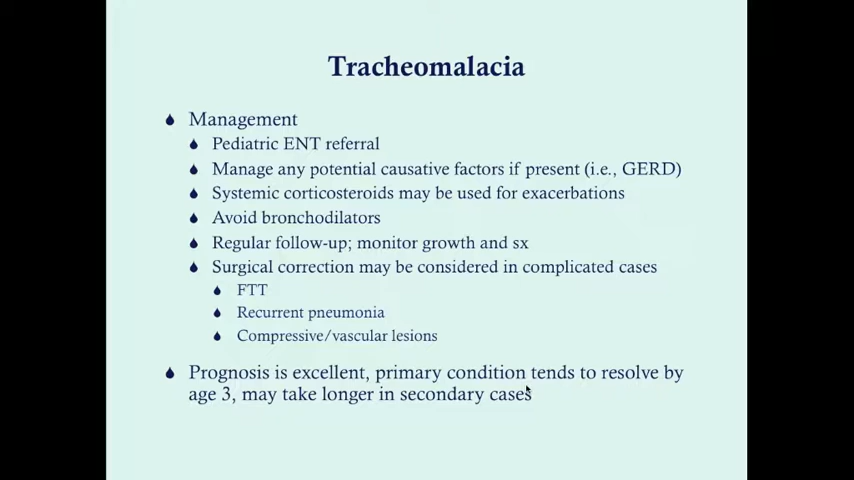 Tracheomalacia
Management
Pediatric ENT referral
Manage any potential causative factors if present (i.e., GERD)
Systemic corticosteroids may be used for exacerbations
Avoid bronchodilators
Regular follow-up; monitor growth and sx
Surgical correction may be considered in complicated cases
FTT
Recurrent pneumonia
Compressive/vascular lesions
Prognosis is excellent, primary condition tends to resolve by
age 3, may take longer in secondary cases